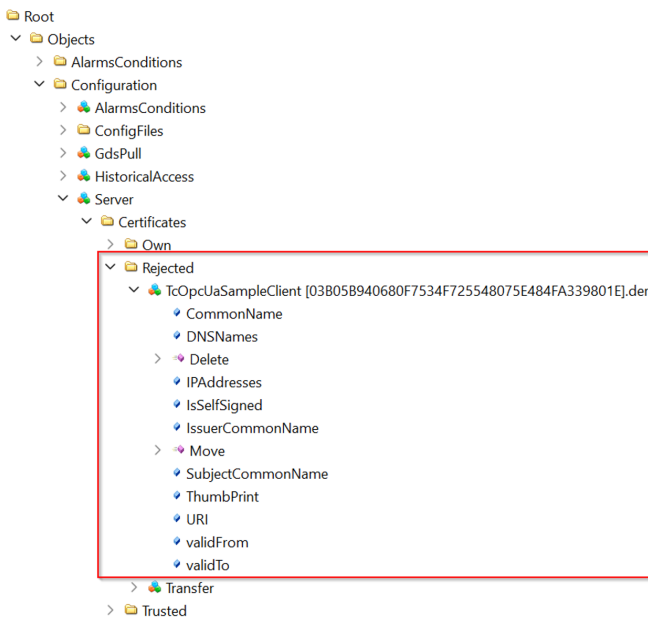 Root
Objects
AlarmsConditions
Configuration
AlarmsConditions
ConfigFiles
GdsPull
HistoricalAccess
Server
Certificates
Own
Rejected
TcOpcUaSampleClient [03B05B940680F7534F725548075E484FA339801E].der
CommonName
DNSNames
Delete
IPAddresses
IsSelfSigned
IssuerCommonName
Move
SubjectCommonName
ThumbPrint
URI
validFrom
validTo
Transfer
Trusted